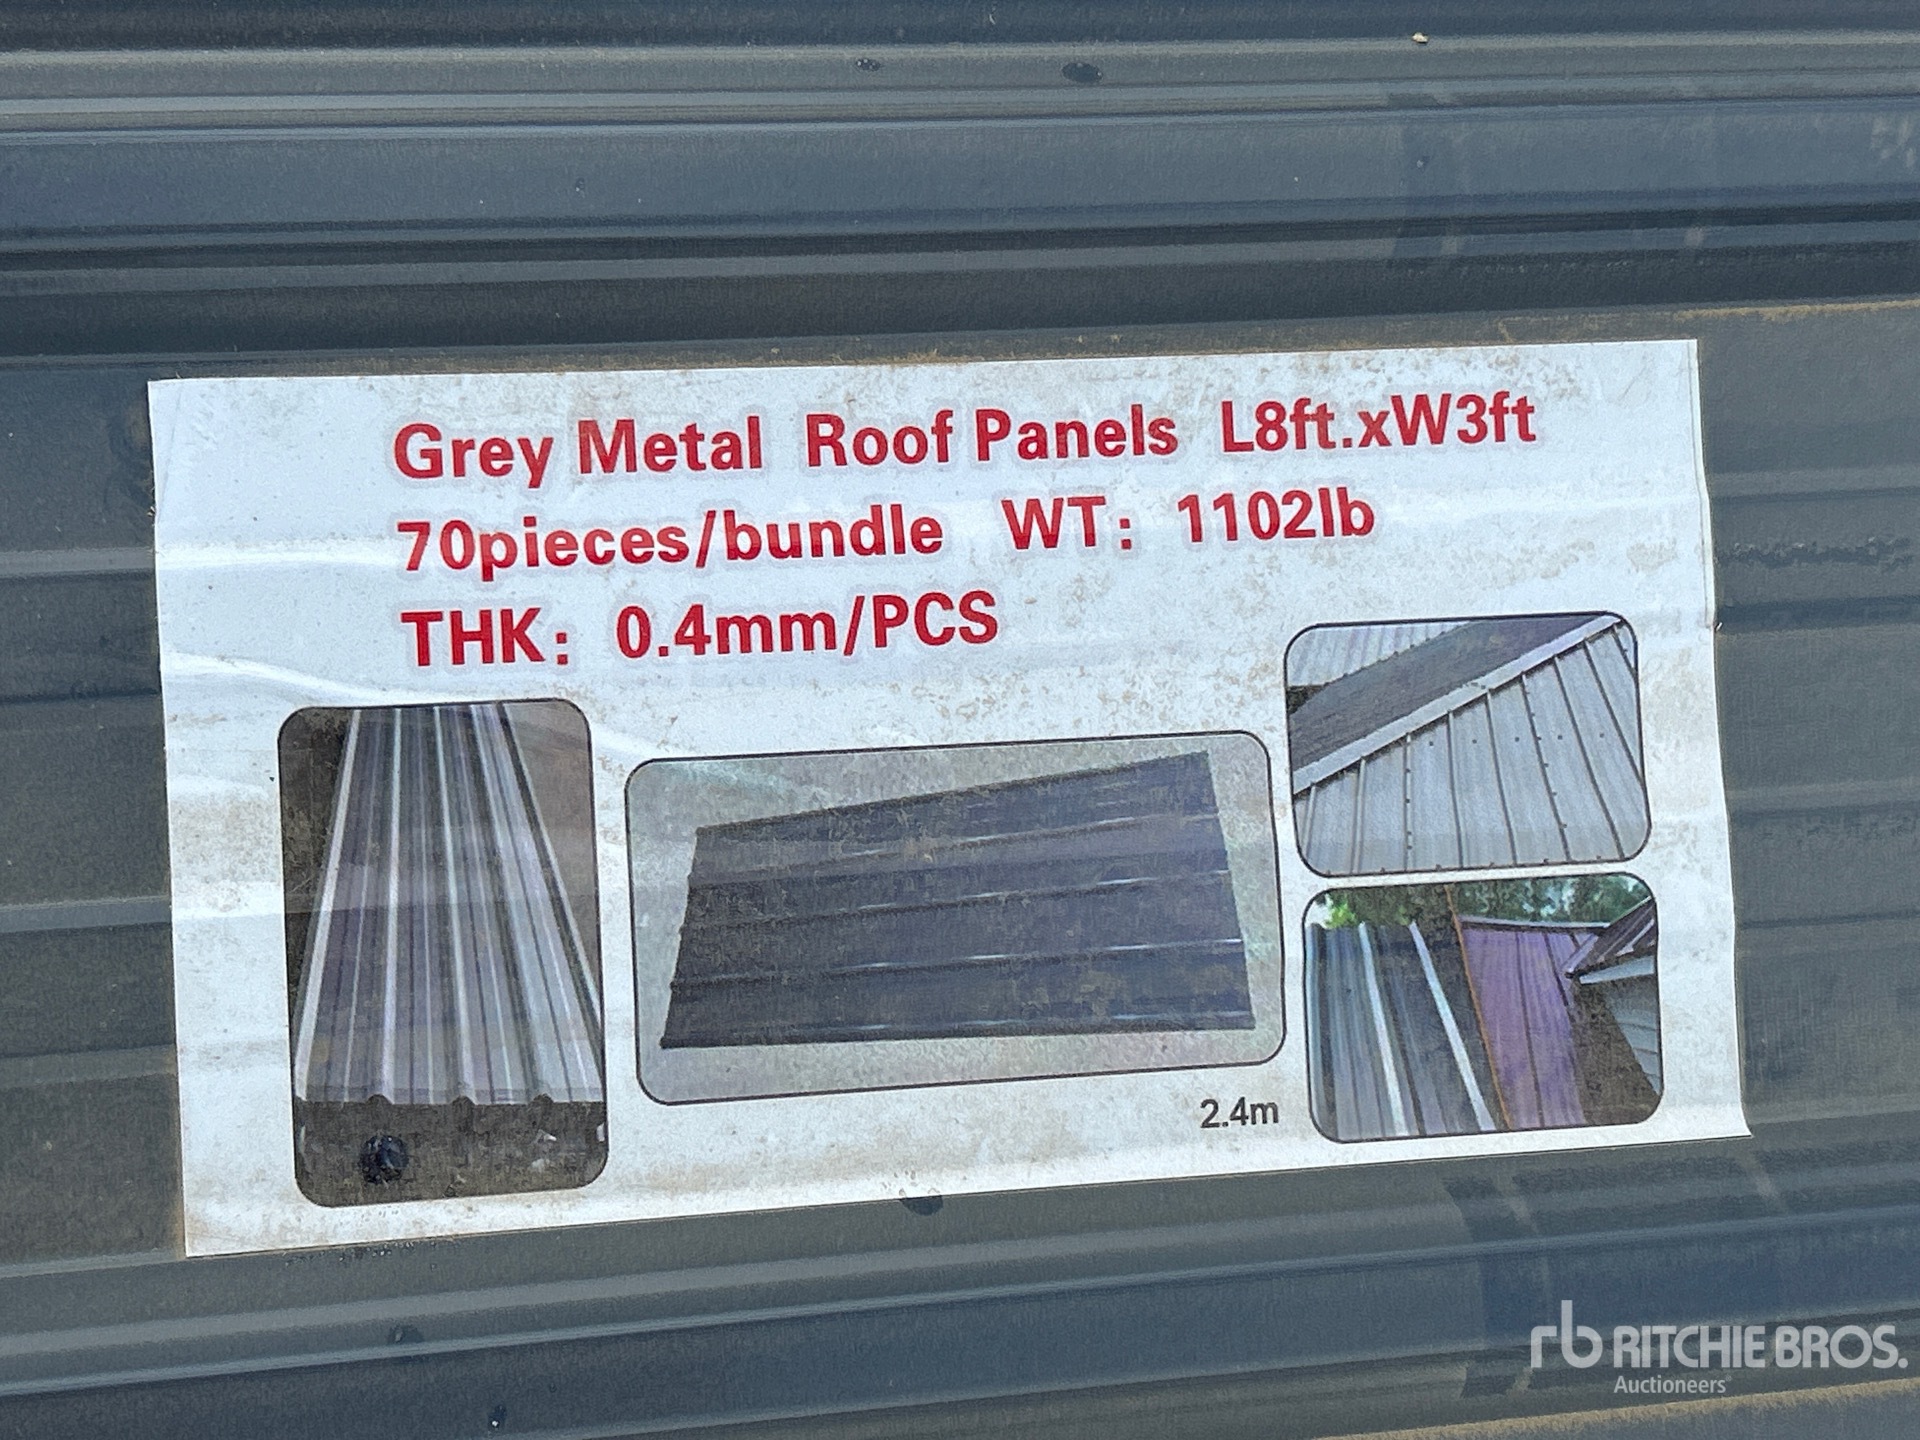 Grey Metal Roof Panels L8ft.xW3ft
70pieces/bundle WT: 1102lb
THK: 0.4mm/PCS
2.4m
rb RITCHIE BROS.
Auctioneers